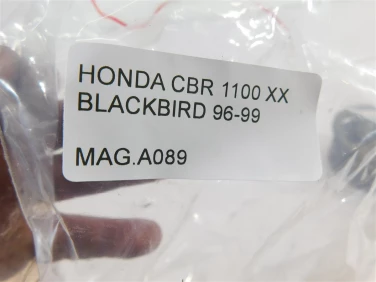 HONDA CBR 1100 XX
BLACKBIRD 96-99
MAG.A089